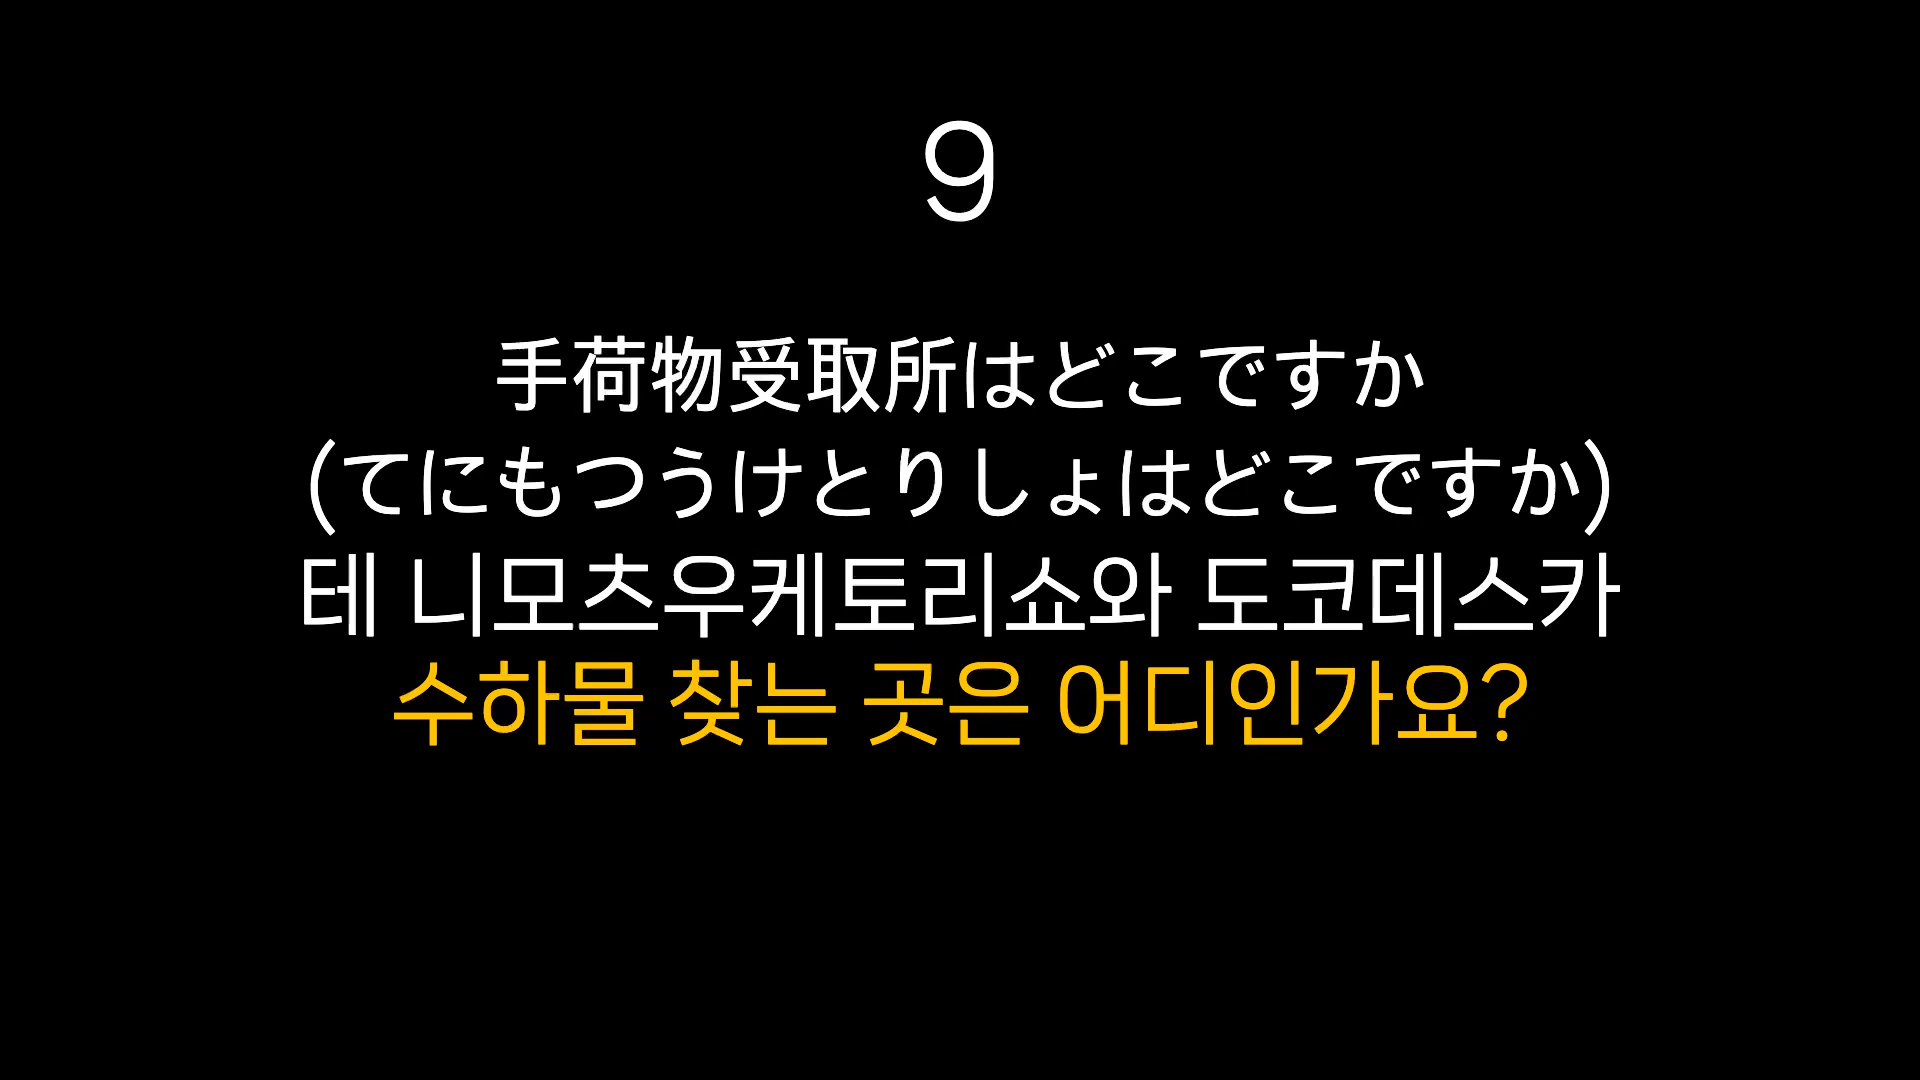 9
手荷物受取所はどこですか
(てにもつうけとりしょはどこですか)
테 니모츠우케토리쇼와 도코데스카
수하물 찾는 곳은 어디인가요?